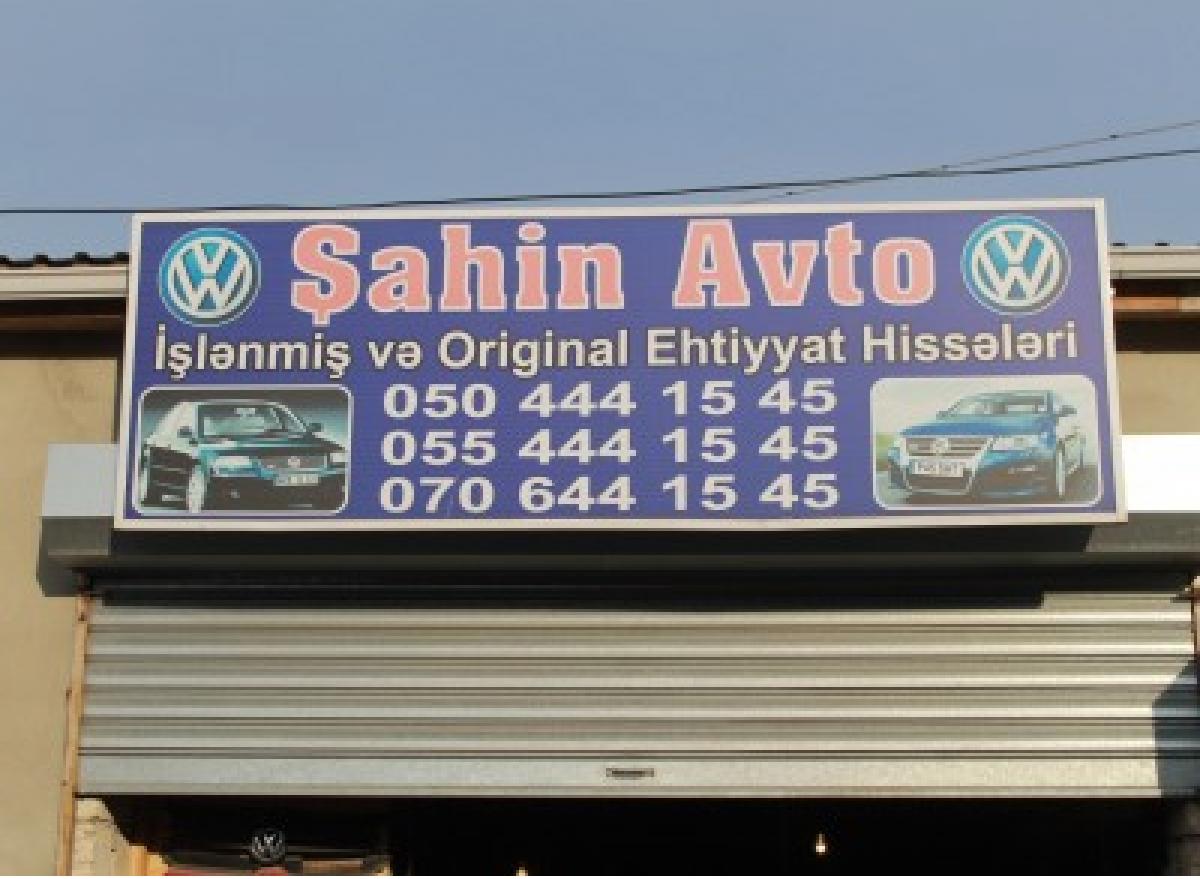 Şahin Avto
İşlənmiş və Original Ehtiyyat Hissələri
050 444 15 45
055 444 15 45
070 644 15 45